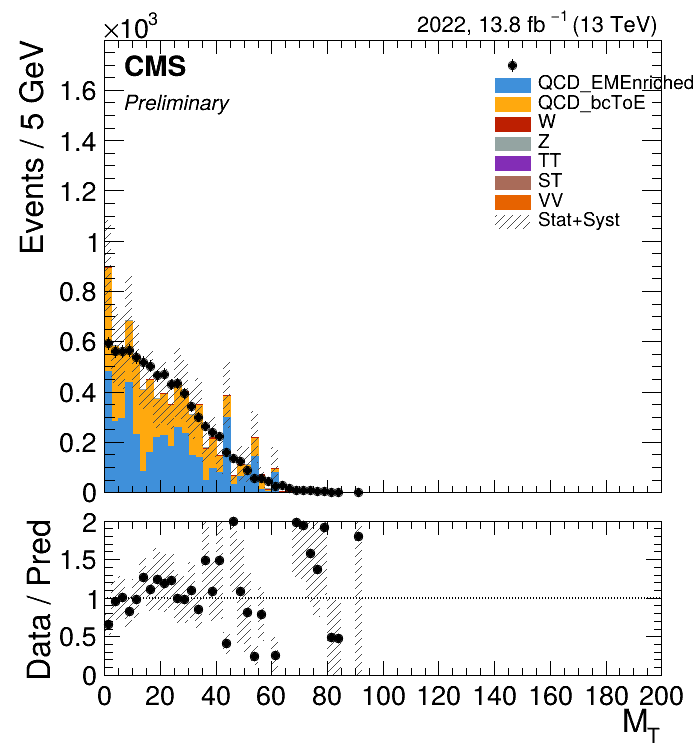 ×10³
2022, 13.8 fb⁻¹ (13 TeV)
CMS
Preliminary
QCD_EMEnriched
QCD_bcToE
W
Z
TT
ST
VV
Stat+Syst
Events / 5 GeV
1.6
1.4
1.2
1
0.8
0.6
0.4
0.2
0
Data / Pred
2
1.5
1
0.5
0
0 20 40 60 80 100 120 140 160 180 200
M_T